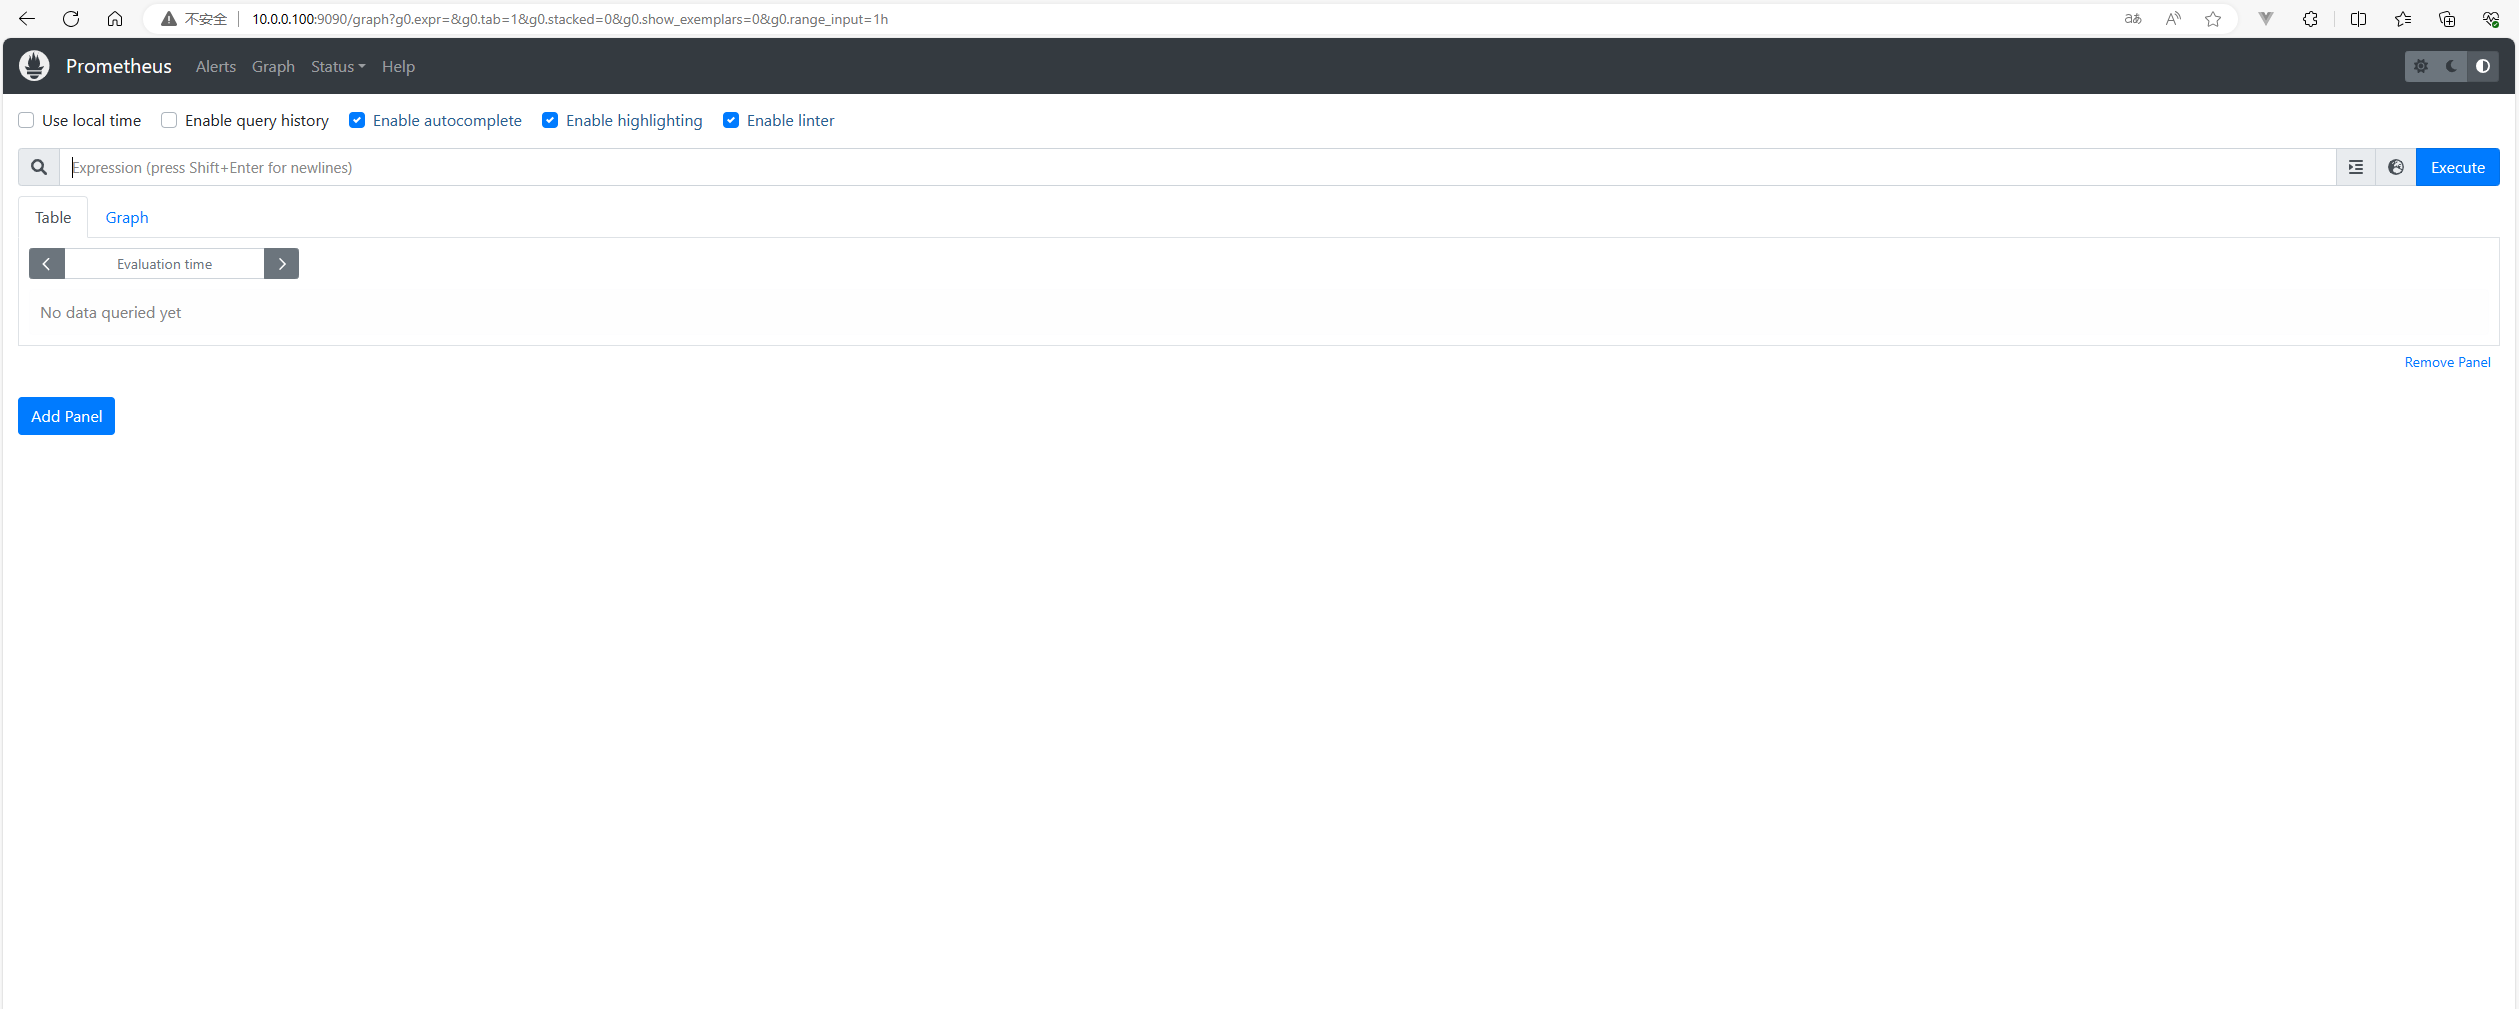 不安全 10.0.0.100:9090/graph?g0.expr=&g0.tab=1&g0.stacked=0&g0.show_exemplars=0&g0.range_input=1h
Prometheus Alerts Graph Status Help
Use local time Enable query history Enable autocomplete Enable highlighting Enable linter
Expression (press Shift+Enter for newlines) Execute
Table Graph
Evaluation time
No data queried yet
Remove Panel
Add Panel